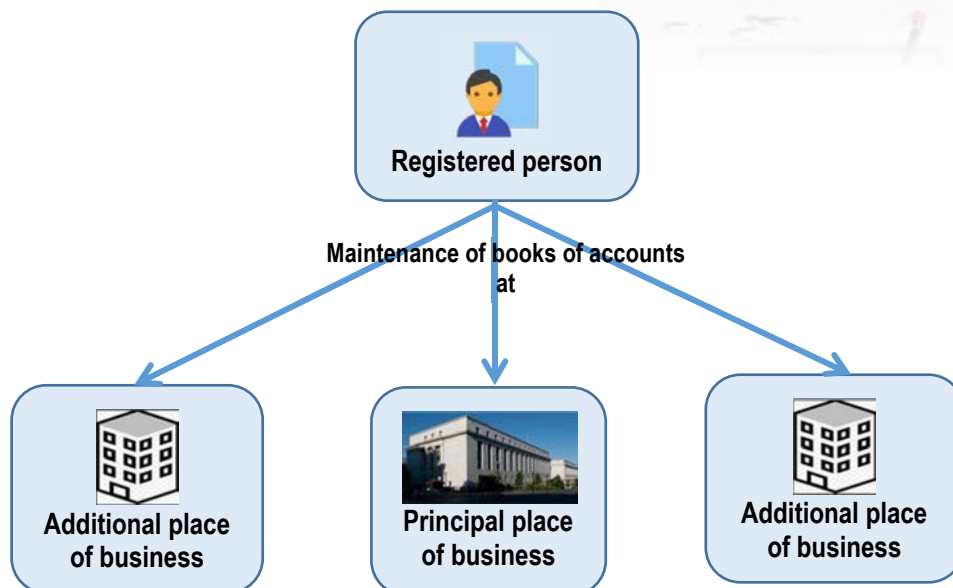 Registered person
Maintenance of books of accounts
at
Additional place
of business
Principal place
of business
Additional place
of business